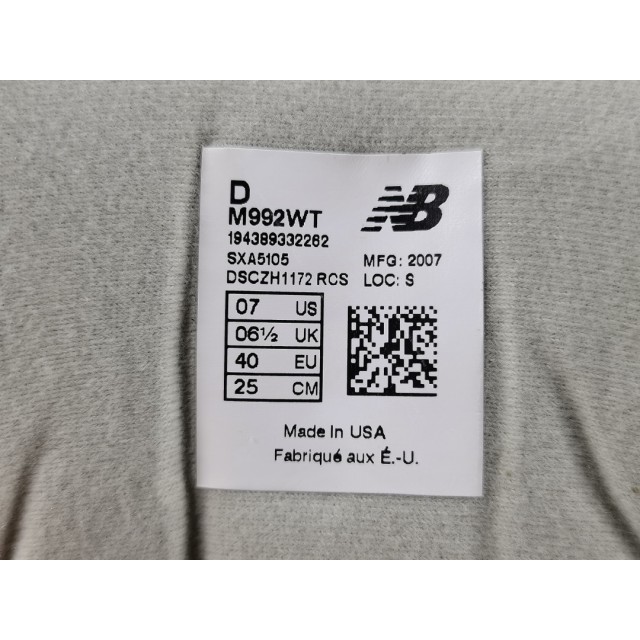 D
M992WT
NB
194389332262
SXA5105
MFG: 2007
DSCZH1172 RCS
LOC: S
07 US
06½ UK
40 EU
25 CM
Made In USA
Fabriqué aux É.-U.